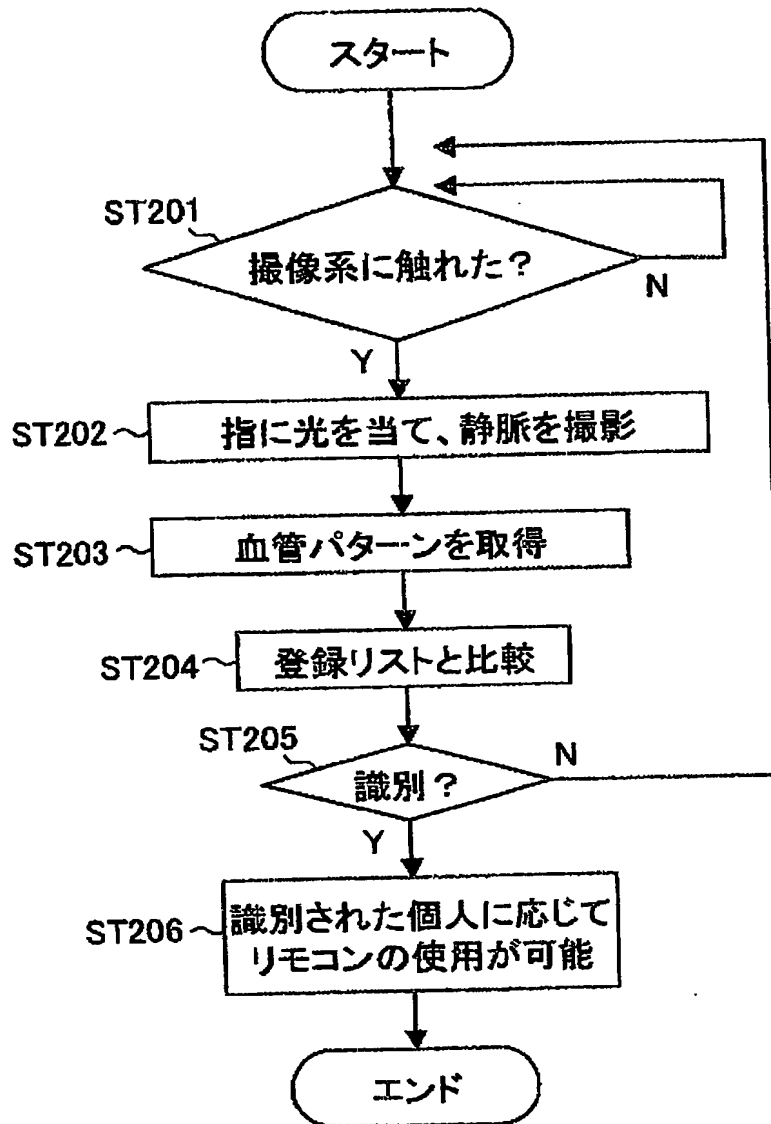 スタート
ST201
撮像系に触れた?
N
Y
ST202
指に光を当て、静脈を撮影
ST203
血管パターンを取得
ST204
登録リストと比較
ST205
識別?
N
Y
ST206
識別された個人に応じて
リモコンの使用が可能
エンド